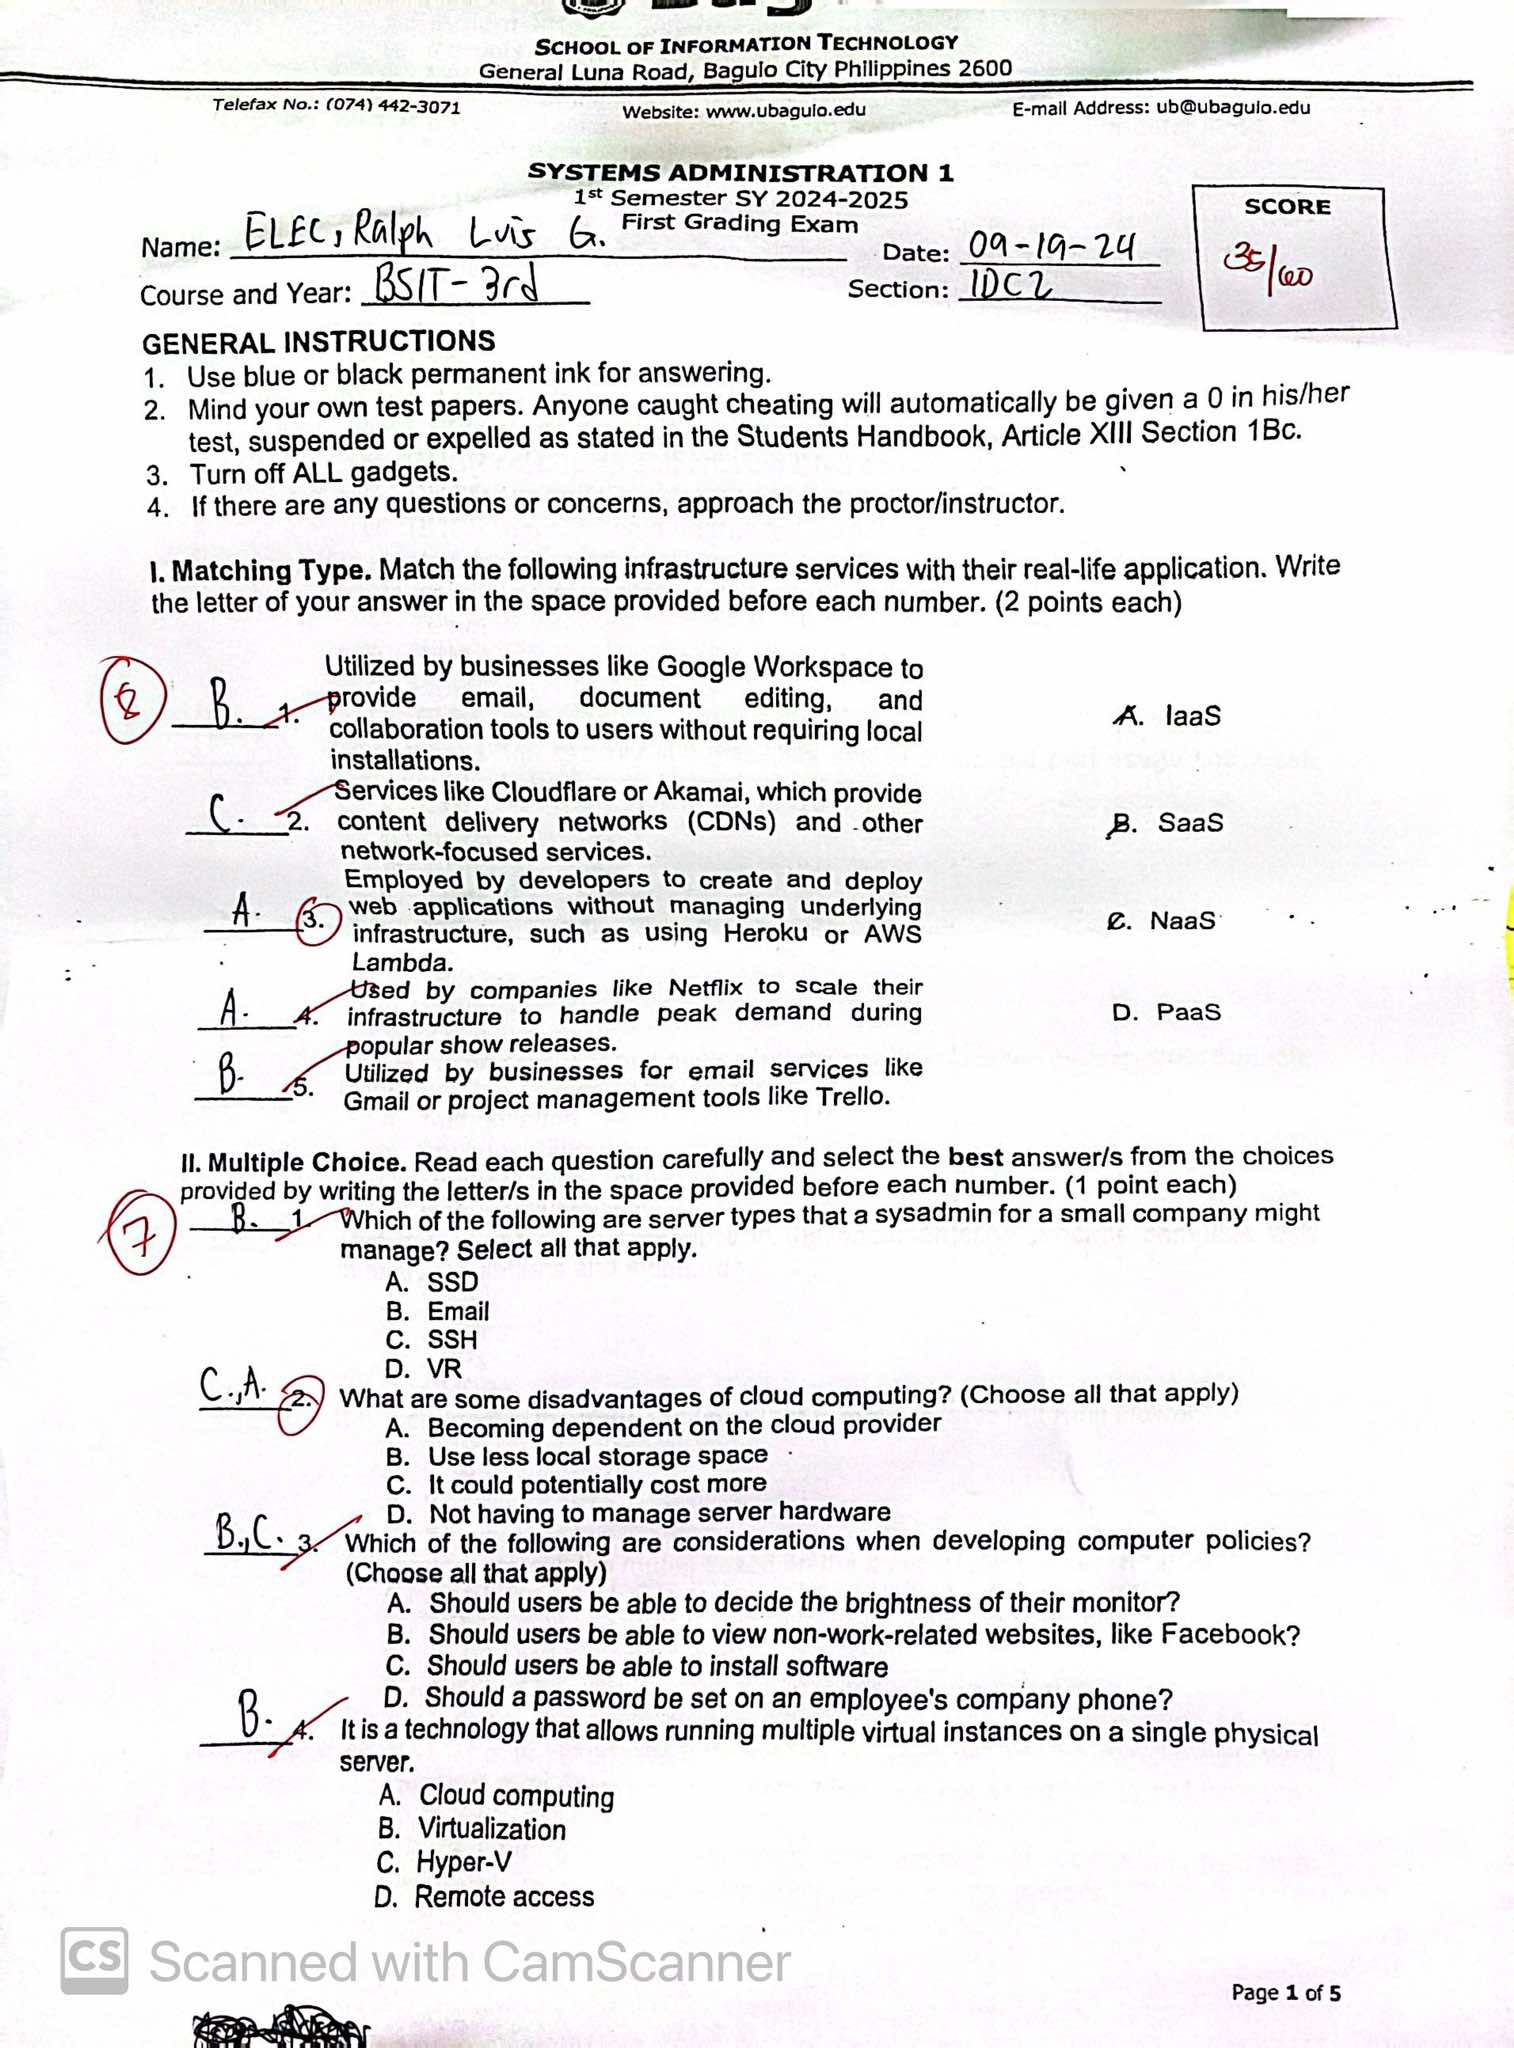 SCHOOL OF INFORMATION TECHNOLOGY
General Luna Road, Baguio City Philippines 2600
Telefax No.: (074) 442-3071 Website: www.ubaguio.edu E-mail Address: ub@ubaguio.edu
SYSTEMS ADMINISTRATION 1
1st Semester SY 2024-2025
First Grading Exam
SCORE
35/60
Name: ELEC, Ralph Luis G. Date: 09-19-24
Course and Year: BSIT-3rd Section: IDC2
GENERAL INSTRUCTIONS
1. Use blue or black permanent ink for answering.
2. Mind your own test papers. Anyone caught cheating will automatically be given a 0 in his/her
test, suspended or expelled as stated in the Students Handbook, Article XIII Section 1Bc.
3. Turn off ALL gadgets.
4. If there are any questions or concerns, approach the proctor/instructor.
I. Matching Type. Match the following infrastructure services with their real-life application. Write
the letter of your answer in the space provided before each number. (2 points each)
8
B. 1. Utilized by businesses like Google Workspace to
provide email, document editing, and
collaboration tools to users without requiring local
installations.
A. IaaS
C. 2. Services like Cloudflare or Akamai, which provide
content delivery networks (CDNs) and other
network-focused services.
B. SaaS
A. 3. Employed by developers to create and deploy
web applications without managing underlying
infrastructure, such as using Heroku or AWS
Lambda.
C. NaaS
A. 4. Used by companies like Netflix to scale their
infrastructure to handle peak demand during
popular show releases.
D. PaaS
B. 5. Utilized by businesses for email services like
Gmail or project management tools like Trello.
II. Multiple Choice. Read each question carefully and select the best answer/s from the choices
provided by writing the letter/s in the space provided before each number. (1 point each)
7
B. 1. Which of the following are server types that a sysadmin for a small company might
manage? Select all that apply.
A. SSD
B. Email
C. SSH
D. VR
C.,A. 2. What are some disadvantages of cloud computing? (Choose all that apply)
A. Becoming dependent on the cloud provider
B. Use less local storage space
C. It could potentially cost more
D. Not having to manage server hardware
B.,C. 3. Which of the following are considerations when developing computer policies?
(Choose all that apply)
A. Should users be able to decide the brightness of their monitor?
B. Should users be able to view non-work-related websites, like Facebook?
C. Should users be able to install software
D. Should a password be set on an employee's company phone?
B. 4. It is a technology that allows running multiple virtual instances on a single physical
server.
A. Cloud computing
B. Virtualization
C. Hyper-V
D. Remote access
CS Scanned with CamScanner
Page 1 of 5